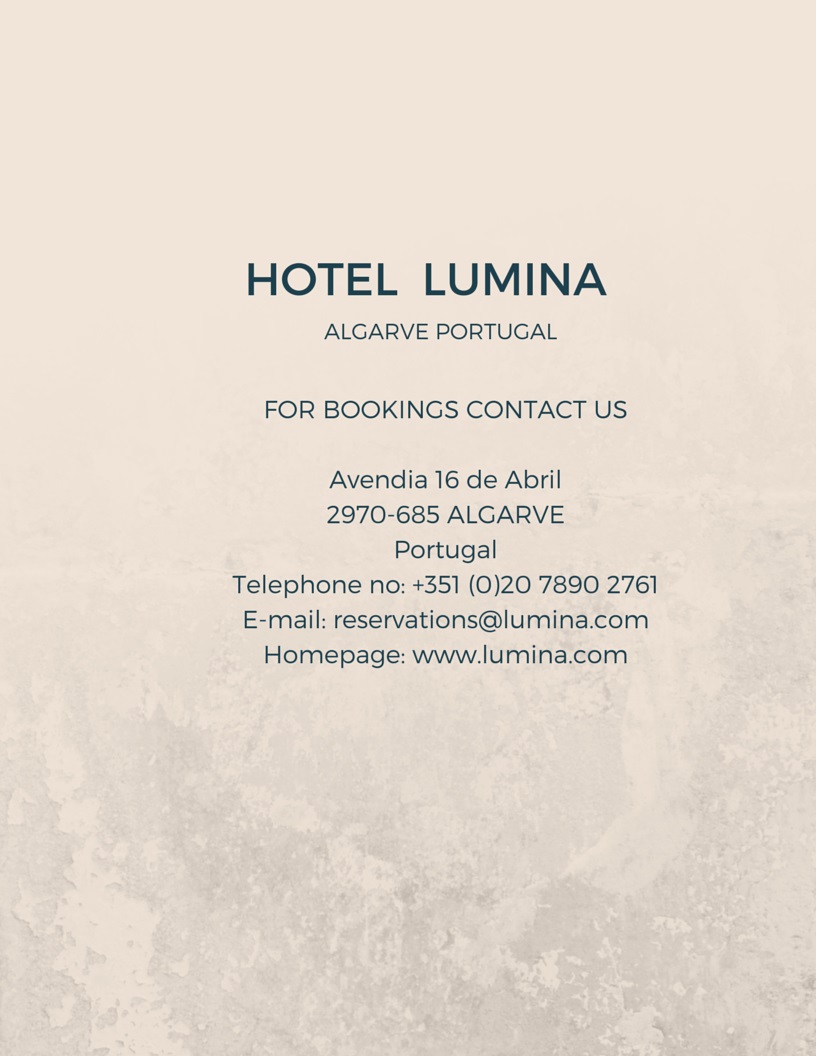 HOTEL LUMINA
ALGARVE PORTUGAL
FOR BOOKINGS CONTACT US
Avendia 16 de Abril
2970-685 ALGARVE
Portugal
Telephone no: +351 (0)20 7890 2761
E-mail: reservations@lumina.com
Homepage: www.lumina.com